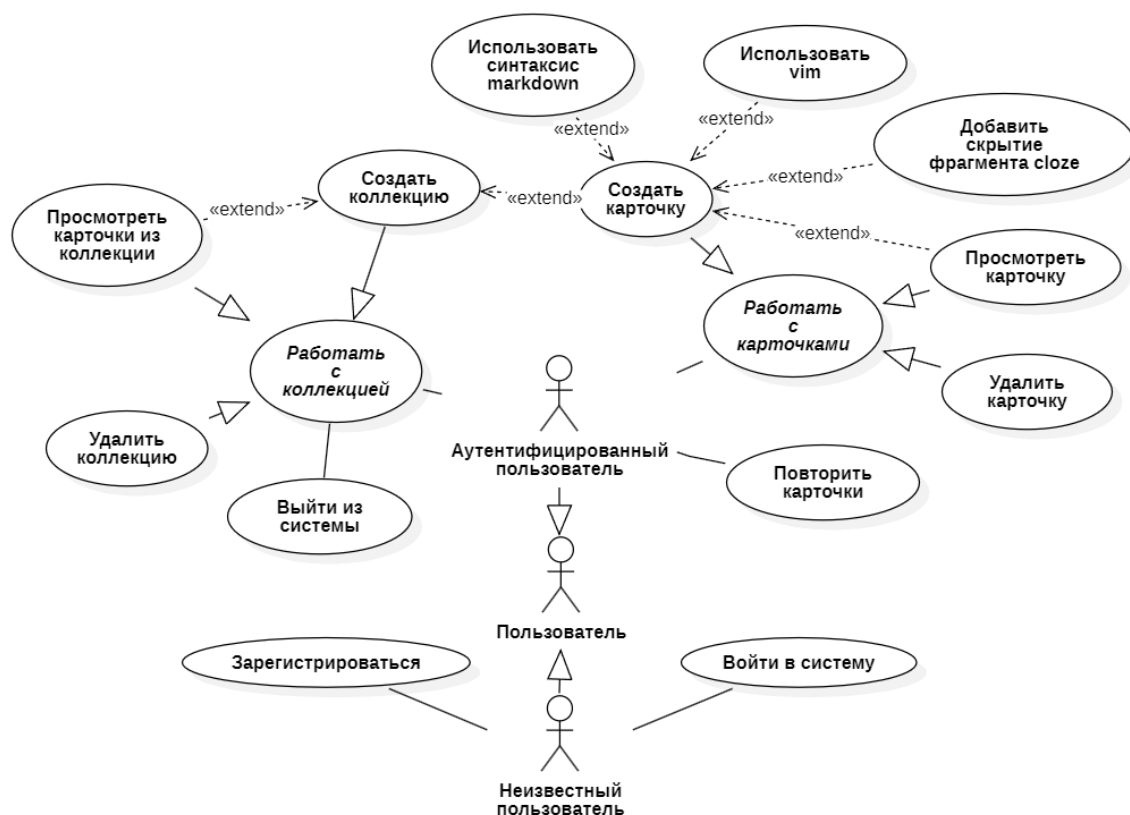 Использовать
синтаксис
markdown
Использовать
vim
«extend»
«extend»
Добавить
скрытие
фрагмента cloze
Создать
коллекцию
Создать
карточку
«extend»
Просмотреть
карточки из
коллекции
«extend»
«extend»
«extend»
Просмотреть
карточку
Работать
с
карточками
Работать
с
коллекцией
Удалить
карточку
Удалить
коллекцию
Аутентифицированный
пользователь
Повторить
карточки
Выйти из
системы
Пользователь
Зарегистрироваться
Войти в систему
Неизвестный
пользователь